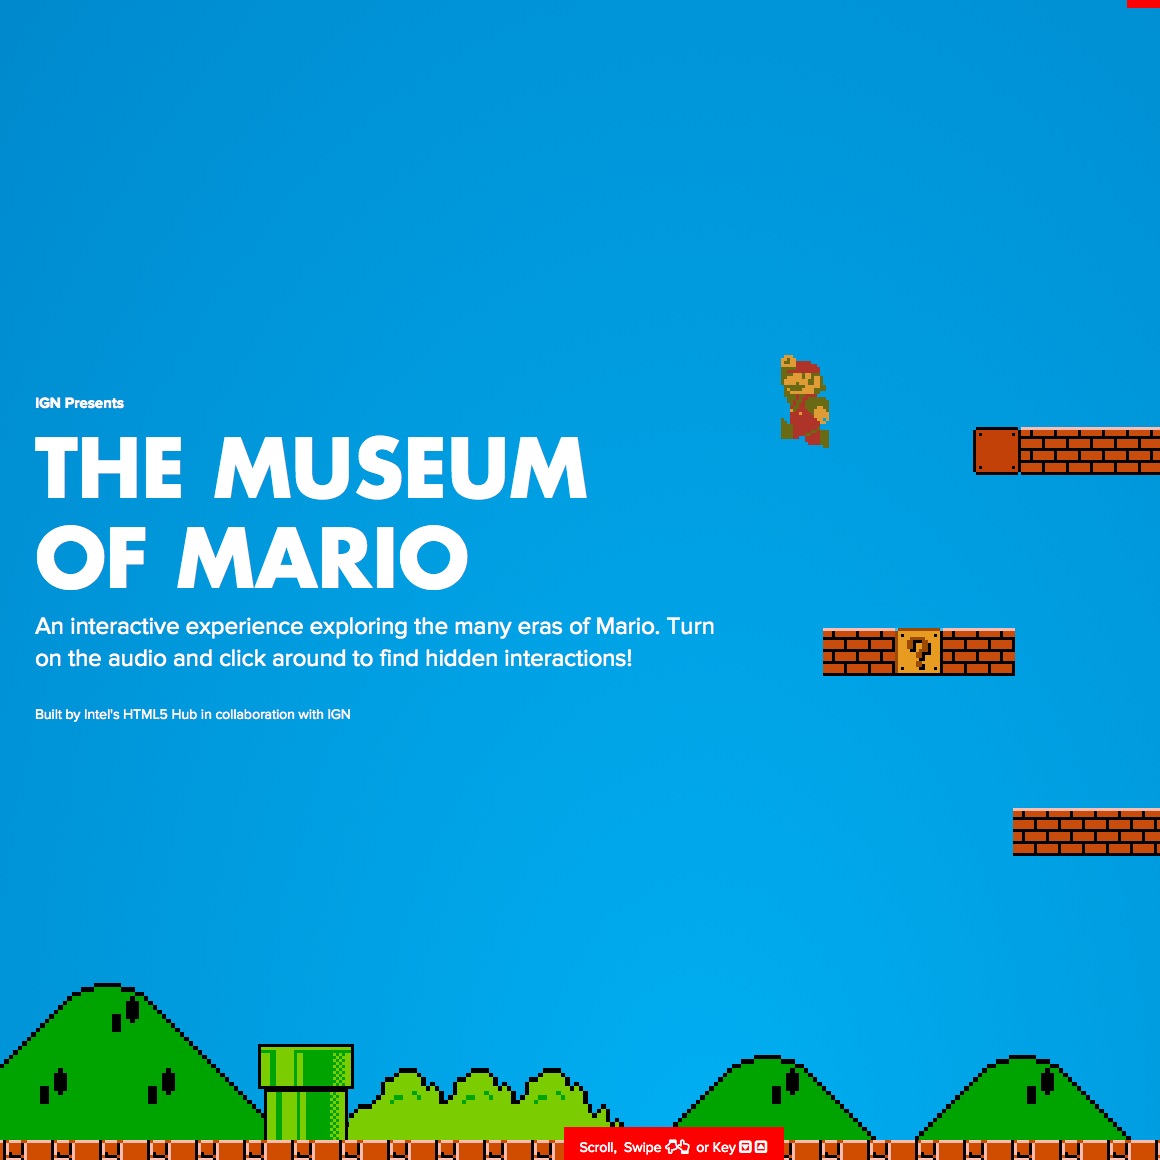 IGN Presents
THE MUSEUM
OF MARIO
An interactive experience exploring the many eras of Mario. Turn
on the audio and click around to find hidden interactions!
?
Built by Intel's HTML5 Hub in collaboration with IGN
Scroll, Swipe or Key